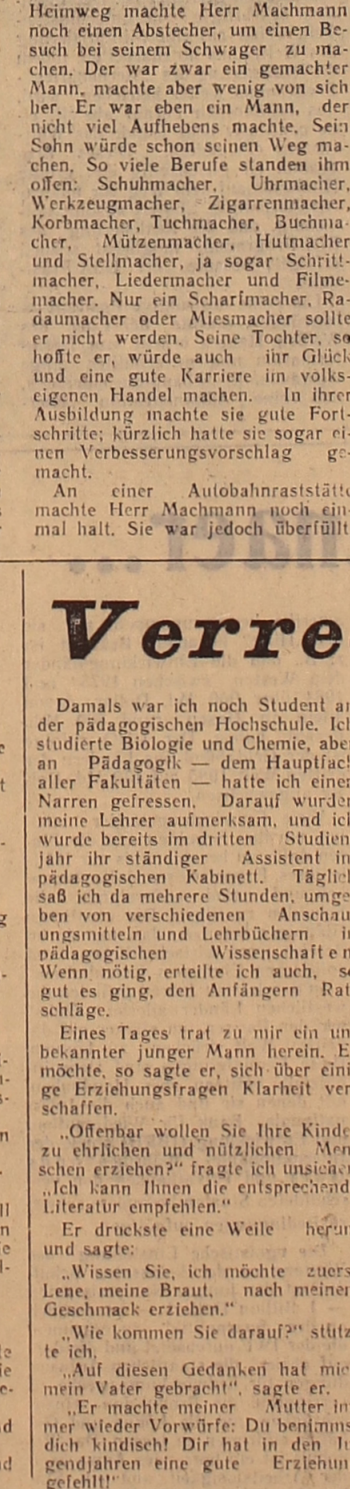 Heimweg machte Herr Machmann
noch einen Abstecher, um einen Be-
such bei seinem Schwager zu ma-
chen. Der war zwar ein gemachter
Mann, machte aber wenig von sich
her. Er war eben ein Mann, der
nicht viel Aufhebens machte. Sein
Sohn würde schon seinen Weg ma-
chen. So viele Berufe standen ihm
offen: Schuhmacher, Uhrmacher,
Werkzeugmacher, Zigarrenmacher,
Korbmacher, Tuchmacher, Buchma-
cher, Mützenmacher, Hutmacher
und Stellmacher, ja sogar Schritt-
macher, Liedermacher und Filme-
macher. Nur ein Scharfmacher, Ra-
daumacher oder Miesmacher sollte
er nicht werden. Seine Tochter, so
hoffte er, würde auch ihr Glück
und eine gute Karriere im volks-
eigenen Handel machen. In ihrer
Ausbildung machte sie gute Fort-
schritte; kürzlich hatte sie sogar ei-
nen Verbesserungsvorschlag ge-
macht.
An einer Autobahnraststätte
machte Herr Machmann noch ein-
mal halt. Sie war jedoch überfüllt
Verre
Damals war ich noch Student an
der pädagogischen Hochschule. Ich
studierte Biologie und Chemie, aber
an Pädagogik — dem Hauptfach
aller Fakultäten — hatte ich einen
Narren gefressen. Darauf wurden
meine Lehrer aufmerksam, und ich
wurde bereits im dritten Studien
jahr ihr ständiger Assistent im
pädagogischen Kabinett. Täglich
saß ich da mehrere Stunden, umge
ben von verschiedenen Anschau
ungsmitteln und Lehrbüchern in
pädagogischen Wissenschaften
Wenn nötig, erteilte ich auch, so
gut es ging, den Anfängern Rat
schläge.
Eines Tages trat zu mir ein un
bekannter junger Mann herein. E
möchte, so sagte er, sich über eini
ge Erziehungsfragen Klarheit ver
schaffen.
„Offenbar wollen Sie Ihre Kinde
zu ehrlichen und nützlichen Men
schen erziehen?“ fragte ich unsicher
„Ich kann Ihnen die entsprechend
Literatur empfehlen.“
Er druckste eine Weile herum
und sagte:
„Wissen Sie, ich möchte zuers
Lene, meine Braut, nach meinem
Geschmack erziehen.“
„Wie kommen Sie darauf?“ stutz
te ich.
„Auf diesen Gedanken hat mic
mein Vater gebracht“, sagte er.
„Er machte meiner Mutter im
mer wieder Vorwürfe: Du benimms
dich kindisch! Dir hat in den Ju
gendjahren eine gute Erziehun
gefehlt!“